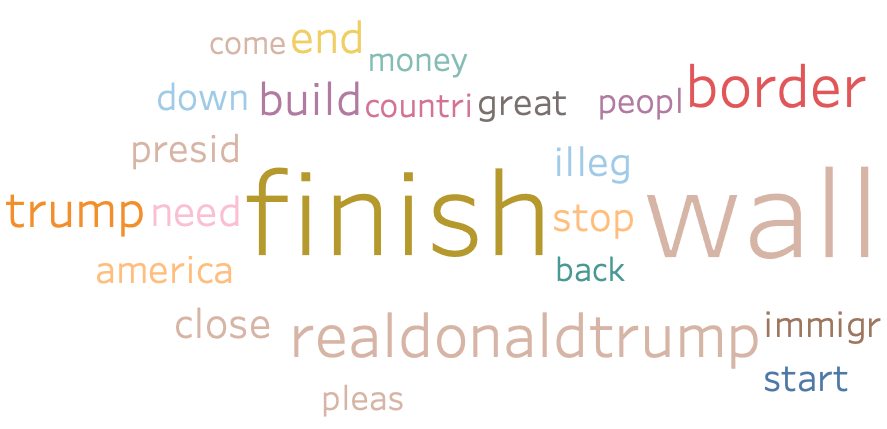 come end
money
down build countri great peopl border
presid
illeg
trump need finish stop wall
back
america
close realdonaldtrump immigr
start
pleas